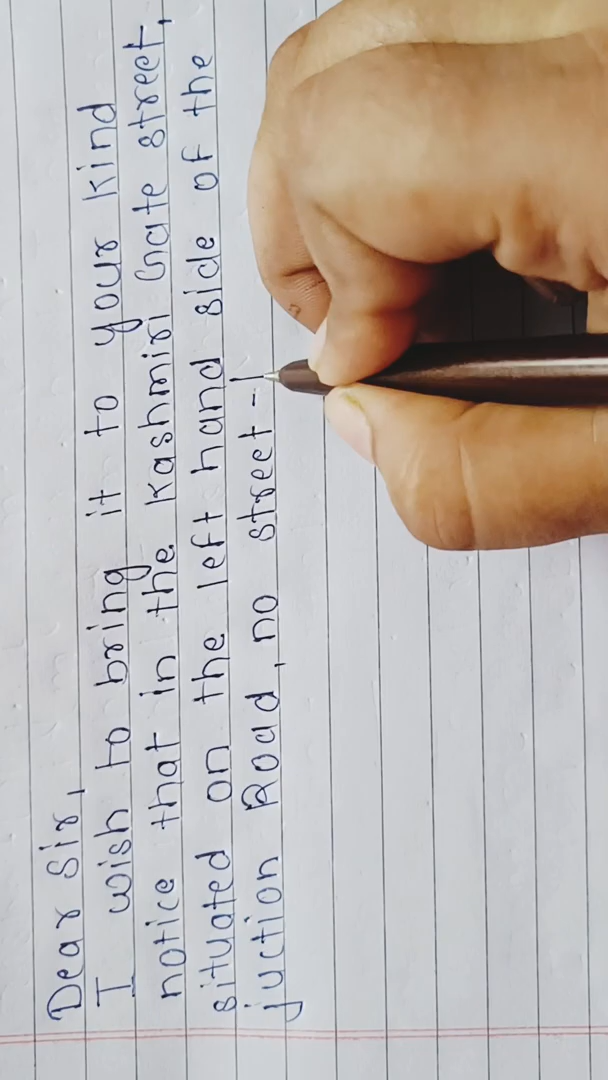 Dear Sir,
I wish to bring it to your kind
notice that in the Kashmiri Gate street,
situated on the left hand side of the
juction Road, no street-l